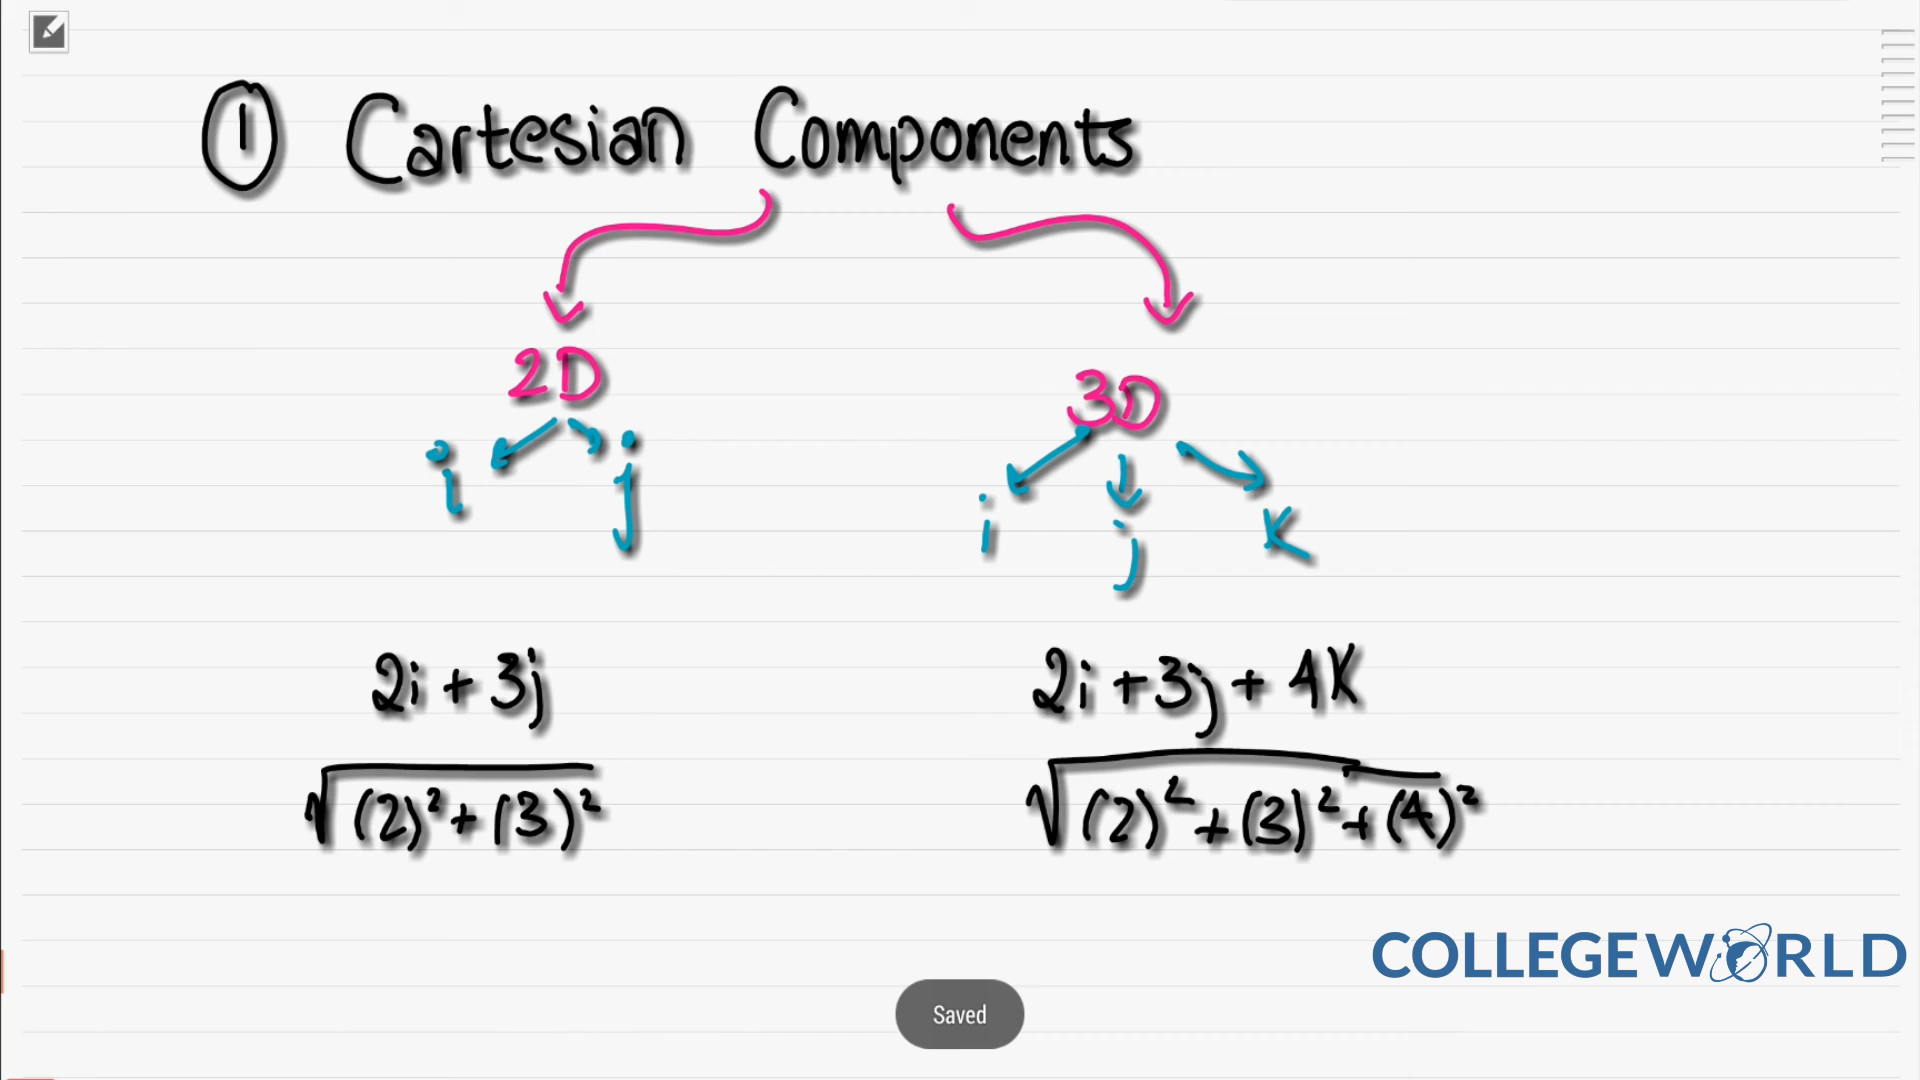 ① Cartesian Components
2D 3D
i j i j K
2i + 3j 2i + 3j + 4K
√(2)² + (3)² √(2)² + (3)² + (4)²
COLLEGEWORLD
Saved